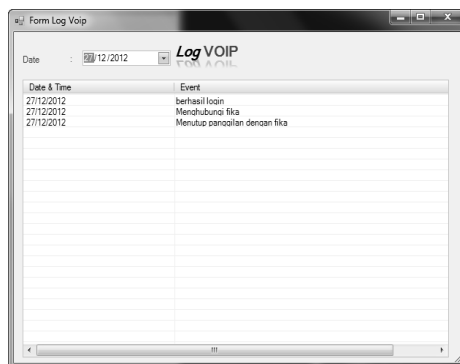 Form Log Voip
Log VOIP
Date : 27/12/2012
Date & Time Event
27/12/2012 berhasil login
27/12/2012 Menghubungi fika
27/12/2012 Menutup panggilan dengan fika